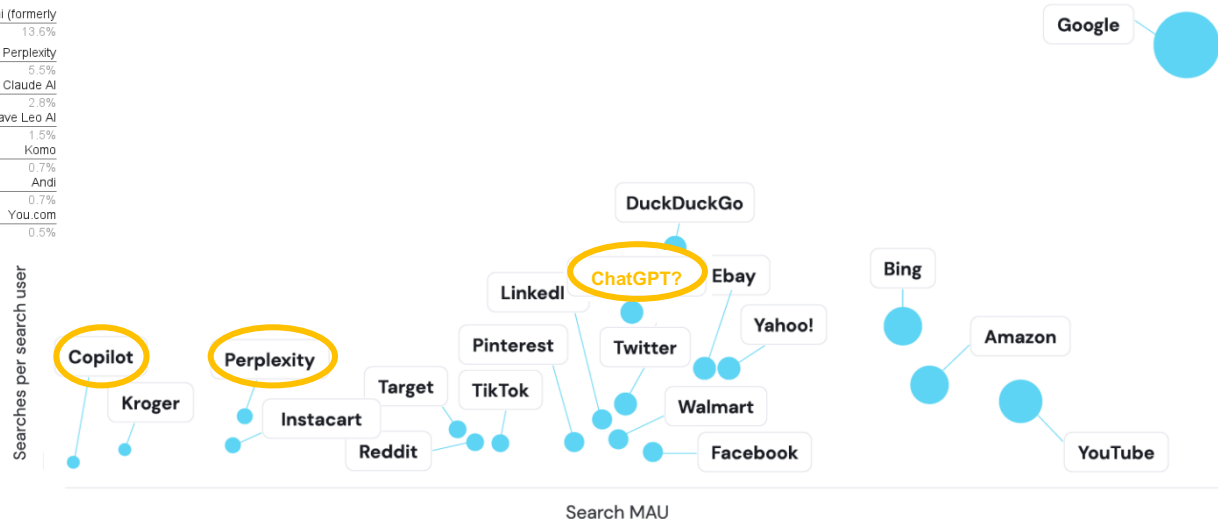 ci (formerly
13.6%
Perplexity
5.5%
Claude AI
2.8%
ave Leo AI
1.5%
Komo
0.7%
Andi
0.7%
You.com
0.5%
Google
DuckDuckGo
ChatGPT?
Ebay
Bing
LinkedI
Yahoo!
Amazon
Copilot
Perplexity
Pinterest
Twitter
Kroger
Target
TikTok
Walmart
Instacart
Reddit
Facebook
YouTube
Searches per search user
Search MAU